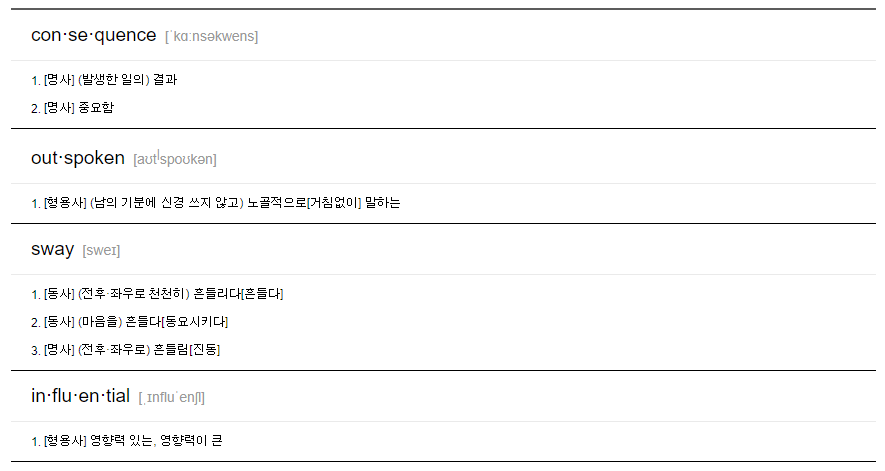 con·se·quence [ˈkɑːnsəkwens]
1. [명사] (발생한 일의) 결과
2. [명사] 중요함
out·spoken [aʊtˈspoʊkən]
1. [형용사] (남의 기분에 신경 쓰지 않고) 노골적으로[거침없이] 말하는
sway [sweɪ]
1. [동사] (전후·좌우로 천천히) 흔들리다[흔들다]
2. [동사] (마음을) 흔들다[동요시키다]
3. [명사] (전후·좌우로) 흔들림[진동]
in·flu·en·tial [ˌɪnfluˈenʃl]
1. [형용사] 영향력 있는, 영향력이 큰